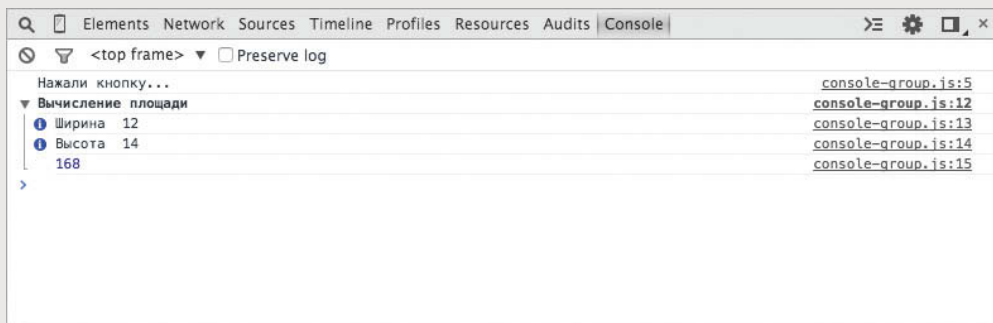 Elements Network Sources Timeline Profiles Resources Audits Console
<top frame> ▼ Preserve log
Нажали кнопку... console-group.js:5
▼ Вычисление площади console-group.js:12
Ширина 12 console-group.js:13
Высота 14 console-group.js:14
168 console-group.js:15
>